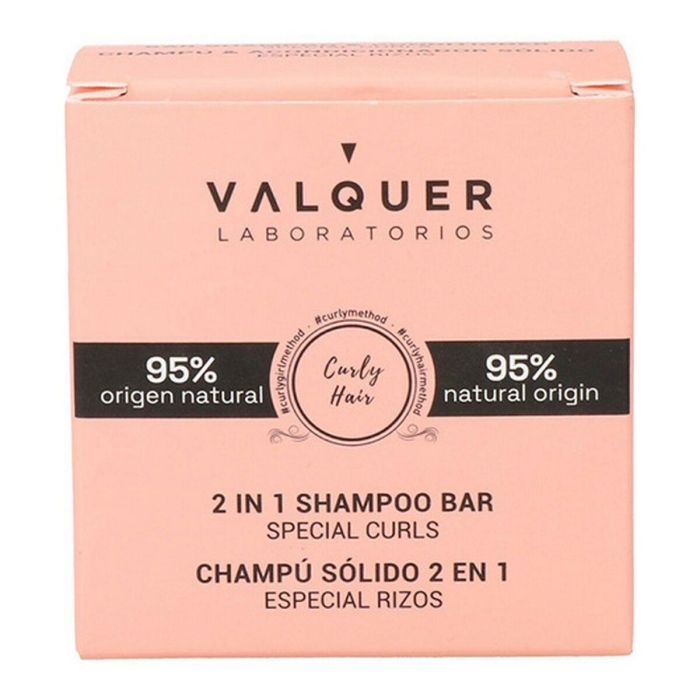 CHAMPÚ & ACONDICIONADOR SÓLIDO
ESPECIAL RIZOS
VALQUER
LABORATORIOS
95%
origen natural
#curlygirlmethod · #curlymethod · #curlyhairmethod
Curly
Hair
95%
natural origin
2 IN 1 SHAMPOO BAR
SPECIAL CURLS
CHAMPÚ SÓLIDO 2 EN 1
ESPECIAL RIZOS